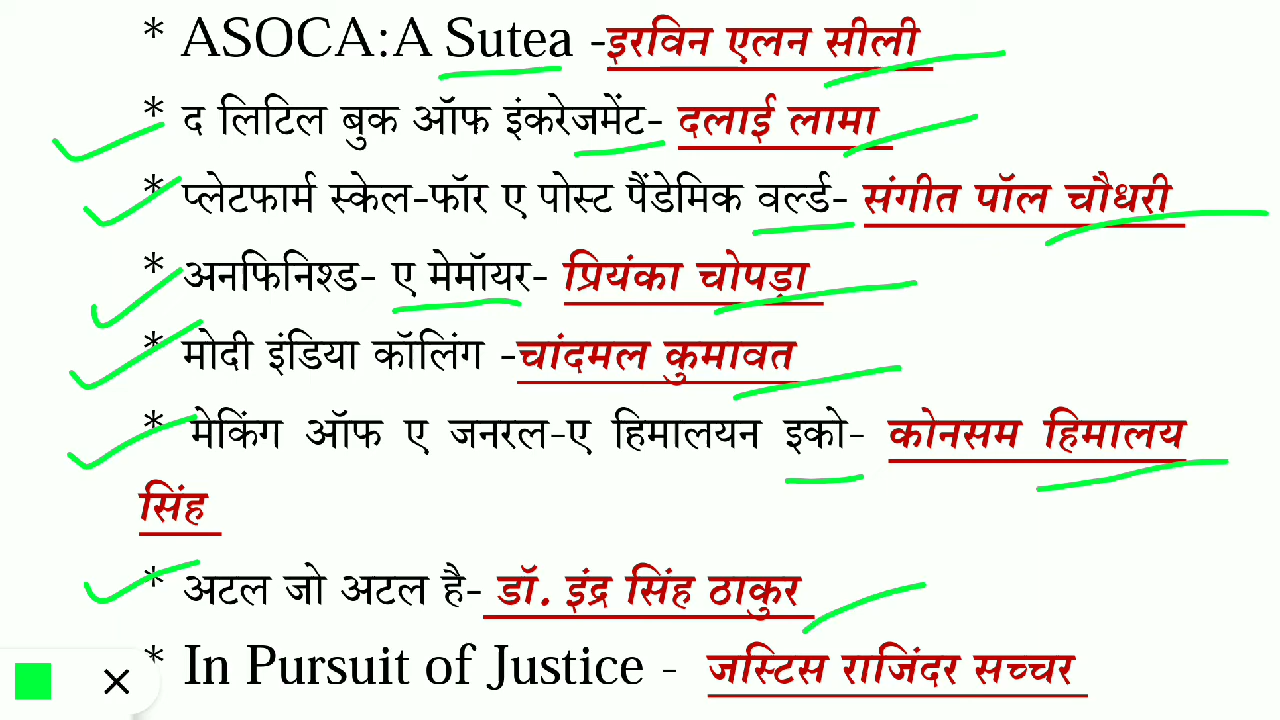 * ASOCA:A Sutea -इरविन एलन सीली
* द लिटिल बुक ऑफ इंकरेजमेंट- दलाई लामा
* प्लेटफार्म स्केल-फॉर ए पोस्ट पैंडेमिक वर्ल्ड- संगीत पॉल चौधरी
* अनफिनिश्ड- ए मेमॉयर- प्रियंका चोपड़ा
* मोदी इंडिया कॉलिंग -चांदमल कुमावत
* मेकिंग ऑफ ए जनरल-ए हिमालयन इको- कोनसम हिमालय
सिंह
* अटल जो अटल है- डॉ. इंद्र सिंह ठाकुर
* In Pursuit of Justice - जस्टिस राजिंदर सच्चर